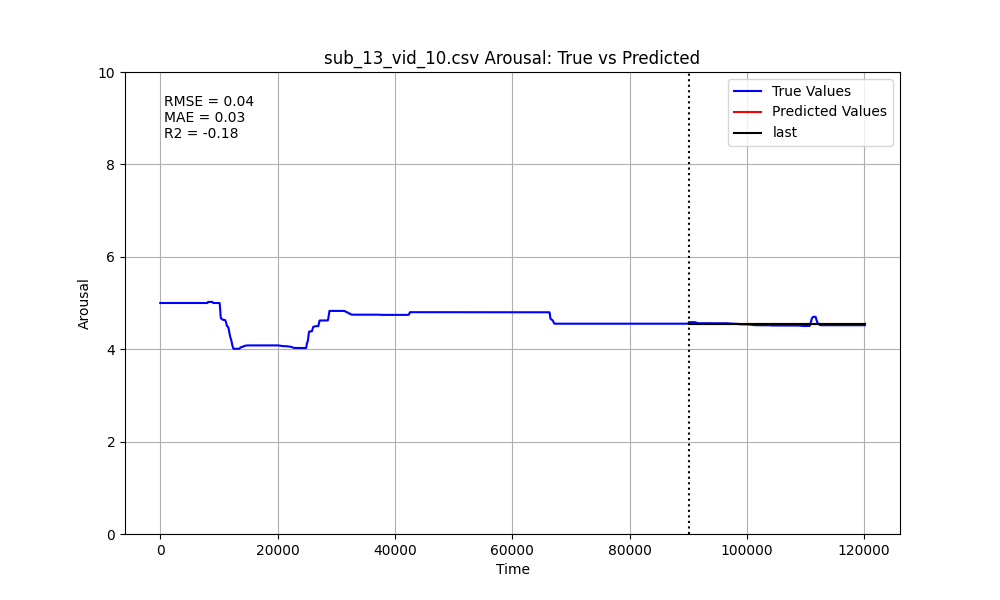 sub_13_vid_10.csv Arousal: True vs Predicted
RMSE = 0.04
MAE = 0.03
R2 = -0.18
True Values
Predicted Values
last
10
8
6
4
2
0
Arousal
0
20000
40000
60000
80000
100000
120000
Time